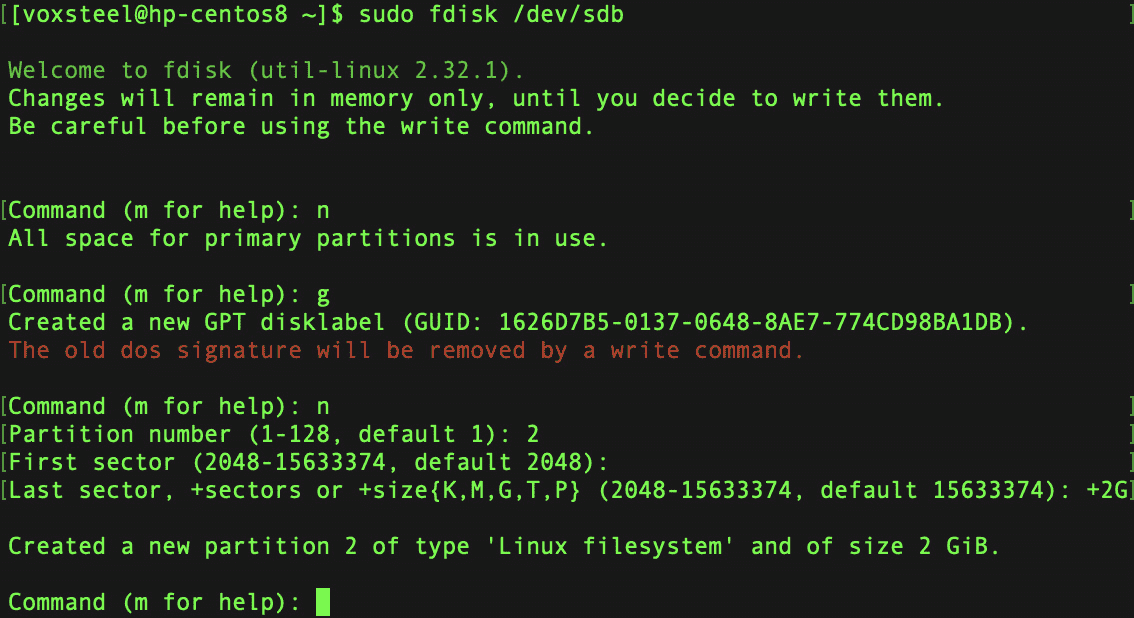 [[voxsteel@hp-centos8 ~]$ sudo fdisk /dev/sdb ]
Welcome to fdisk (util-linux 2.32.1).
Changes will remain in memory only, until you decide to write them.
Be careful before using the write command.
[Command (m for help): n ]
All space for primary partitions is in use.
[Command (m for help): g ]
Created a new GPT disklabel (GUID: 1626D7B5-0137-0648-8AE7-774CD98BA1DB).
The old dos signature will be removed by a write command.
[Command (m for help): n ]
[Partition number (1-128, default 1): 2 ]
[First sector (2048-15633374, default 2048): ]
[Last sector, +sectors or +size{K,M,G,T,P} (2048-15633374, default 15633374): +2G]
Created a new partition 2 of type 'Linux filesystem' and of size 2 GiB.
Command (m for help):